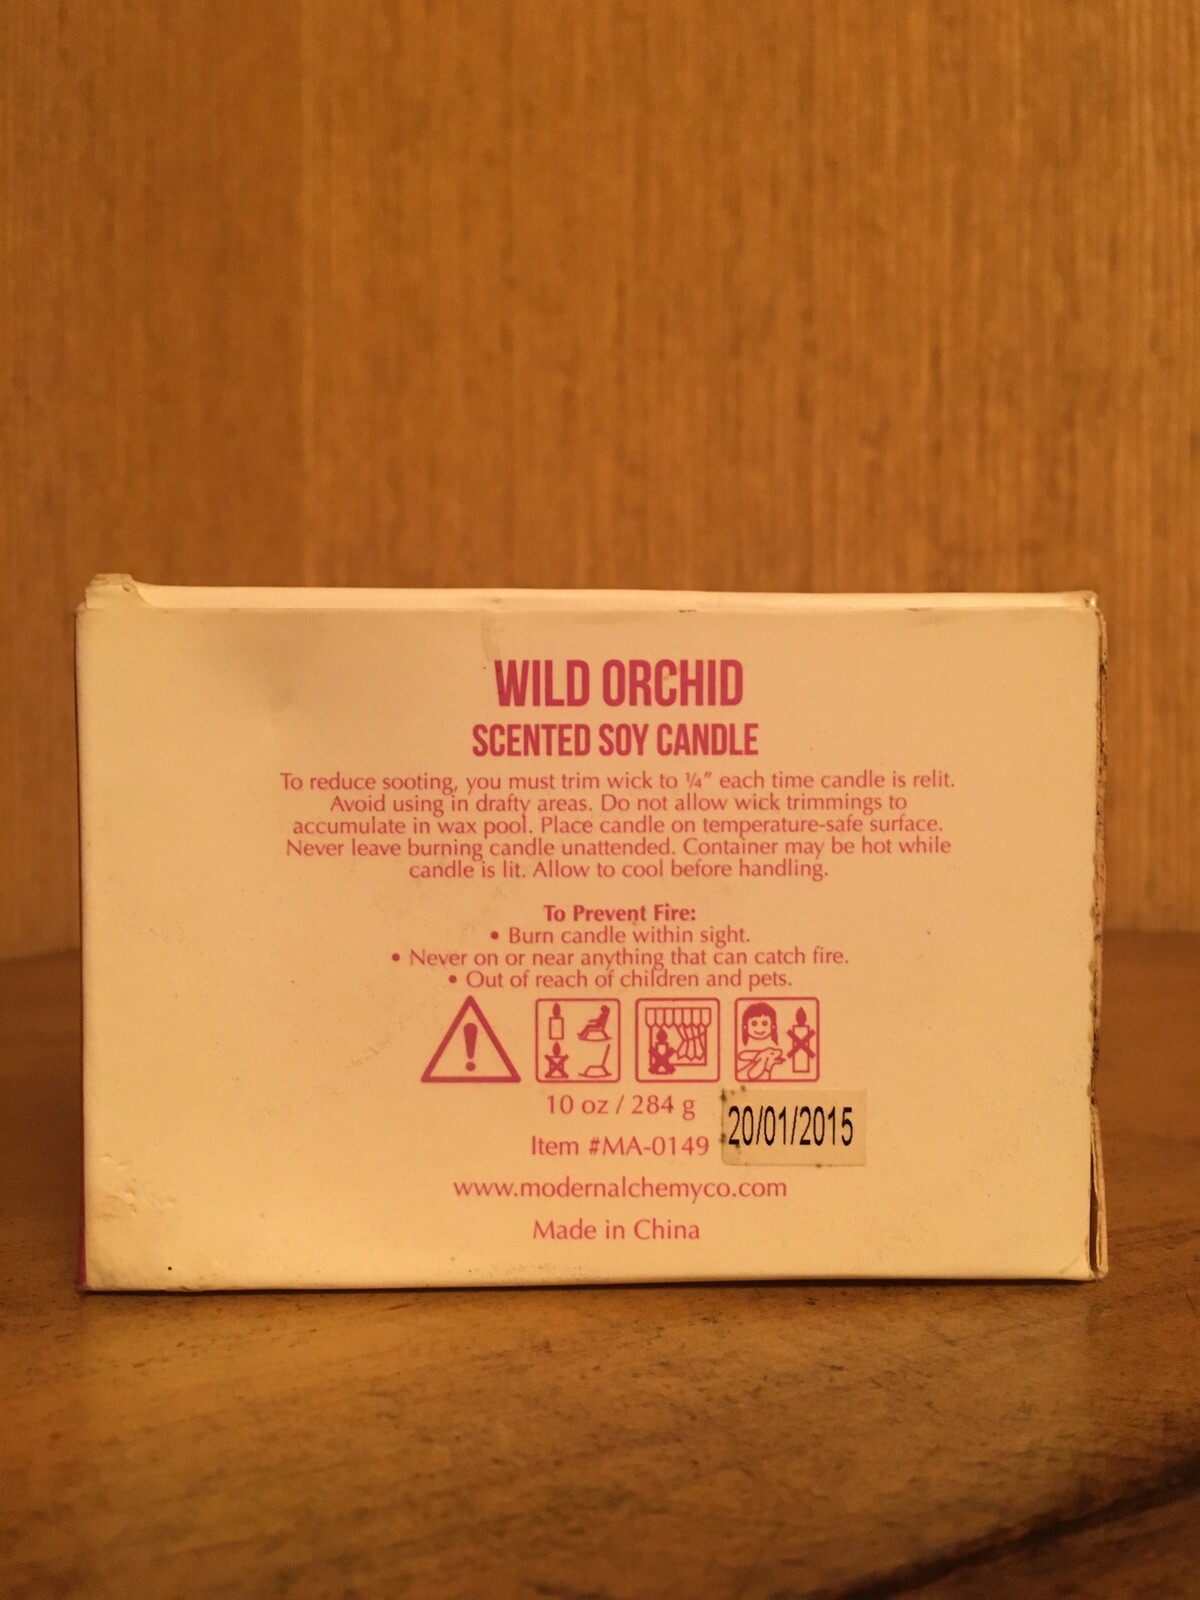 WILD ORCHID
SCENTED SOY CANDLE
To reduce sooting, you must trim wick to ¼″ each time candle is relit.
Avoid using in drafty areas. Do not allow wick trimmings to
accumulate in wax pool. Place candle on temperature-safe surface.
Never leave burning candle unattended. Container may be hot while
candle is lit. Allow to cool before handling.
To Prevent Fire:
• Burn candle within sight.
• Never on or near anything that can catch fire.
• Out of reach of children and pets.
10 oz / 284 g
20/01/2015
Item #MA-0149
www.modernalchemyco.com
Made in China